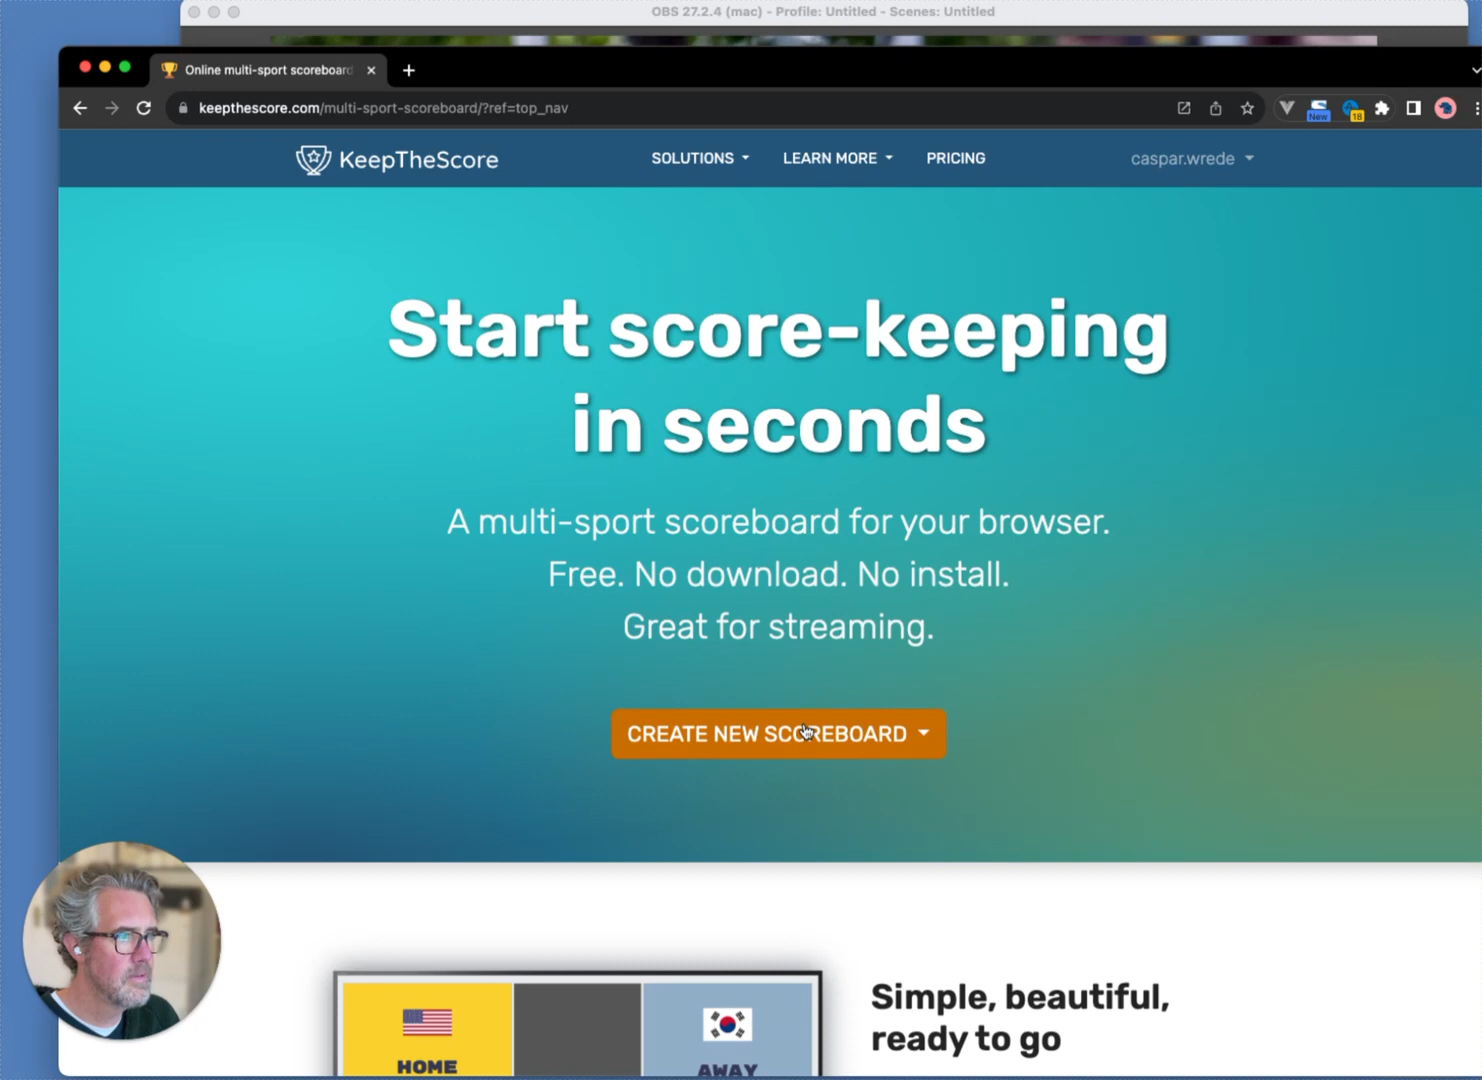 OBS 27.2.4 (mac) - Profile: Untitled - Scenes: Untitled
Online multi-sport scoreboard
keepthescore.com/multi-sport-scoreboard/?ref=top_nav
New
18
KeepTheScore
SOLUTIONS
LEARN MORE
PRICING
caspar.wrede
Start score-keeping
in seconds
A multi-sport scoreboard for your browser.
Free. No download. No install.
Great for streaming.
CREATE NEW SCOREBOARD
HOME
AWAY
Simple, beautiful,
ready to go